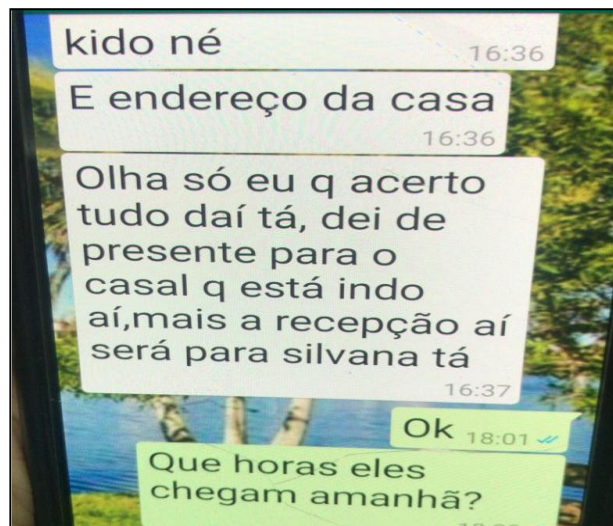 kido né
16:36
E endereço da casa
16:36
Olha só eu q acerto
tudo daí tá, dei de
presente para o
casal q está indo
aí,mais a recepção aí
será para silvana tá
16:37
Ok 18:01
Que horas eles
chegam amanhã?